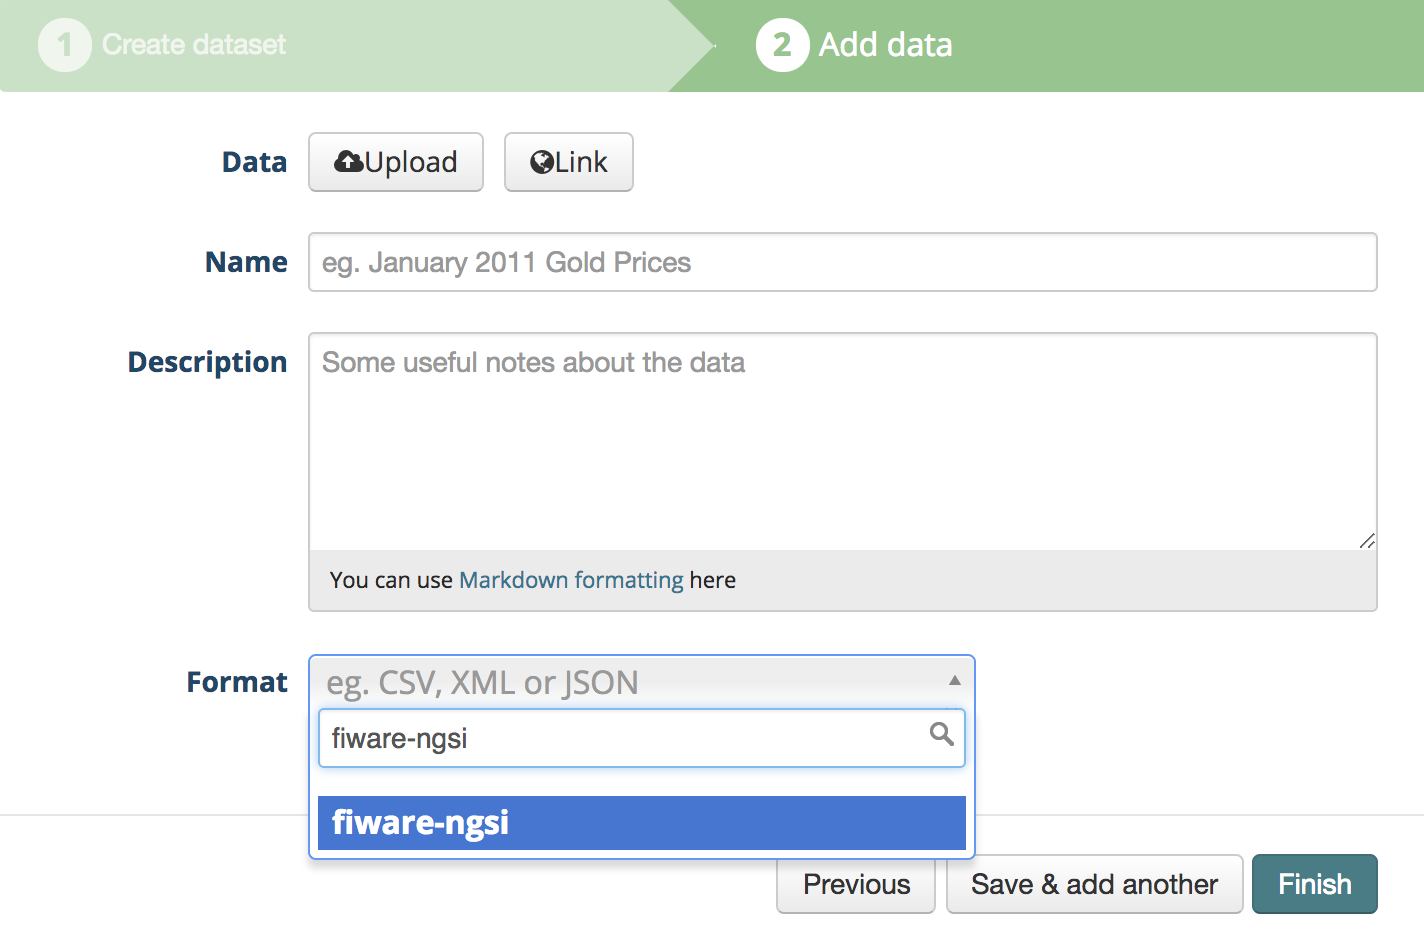 1 Create dataset
2 Add data
Data
Upload
Link
Name
eg. January 2011 Gold Prices
Description
Some useful notes about the data
You can use Markdown formatting here
Format
eg. CSV, XML or JSON
fiware-ngsi
fiware-ngsi
Previous
Save & add another
Finish